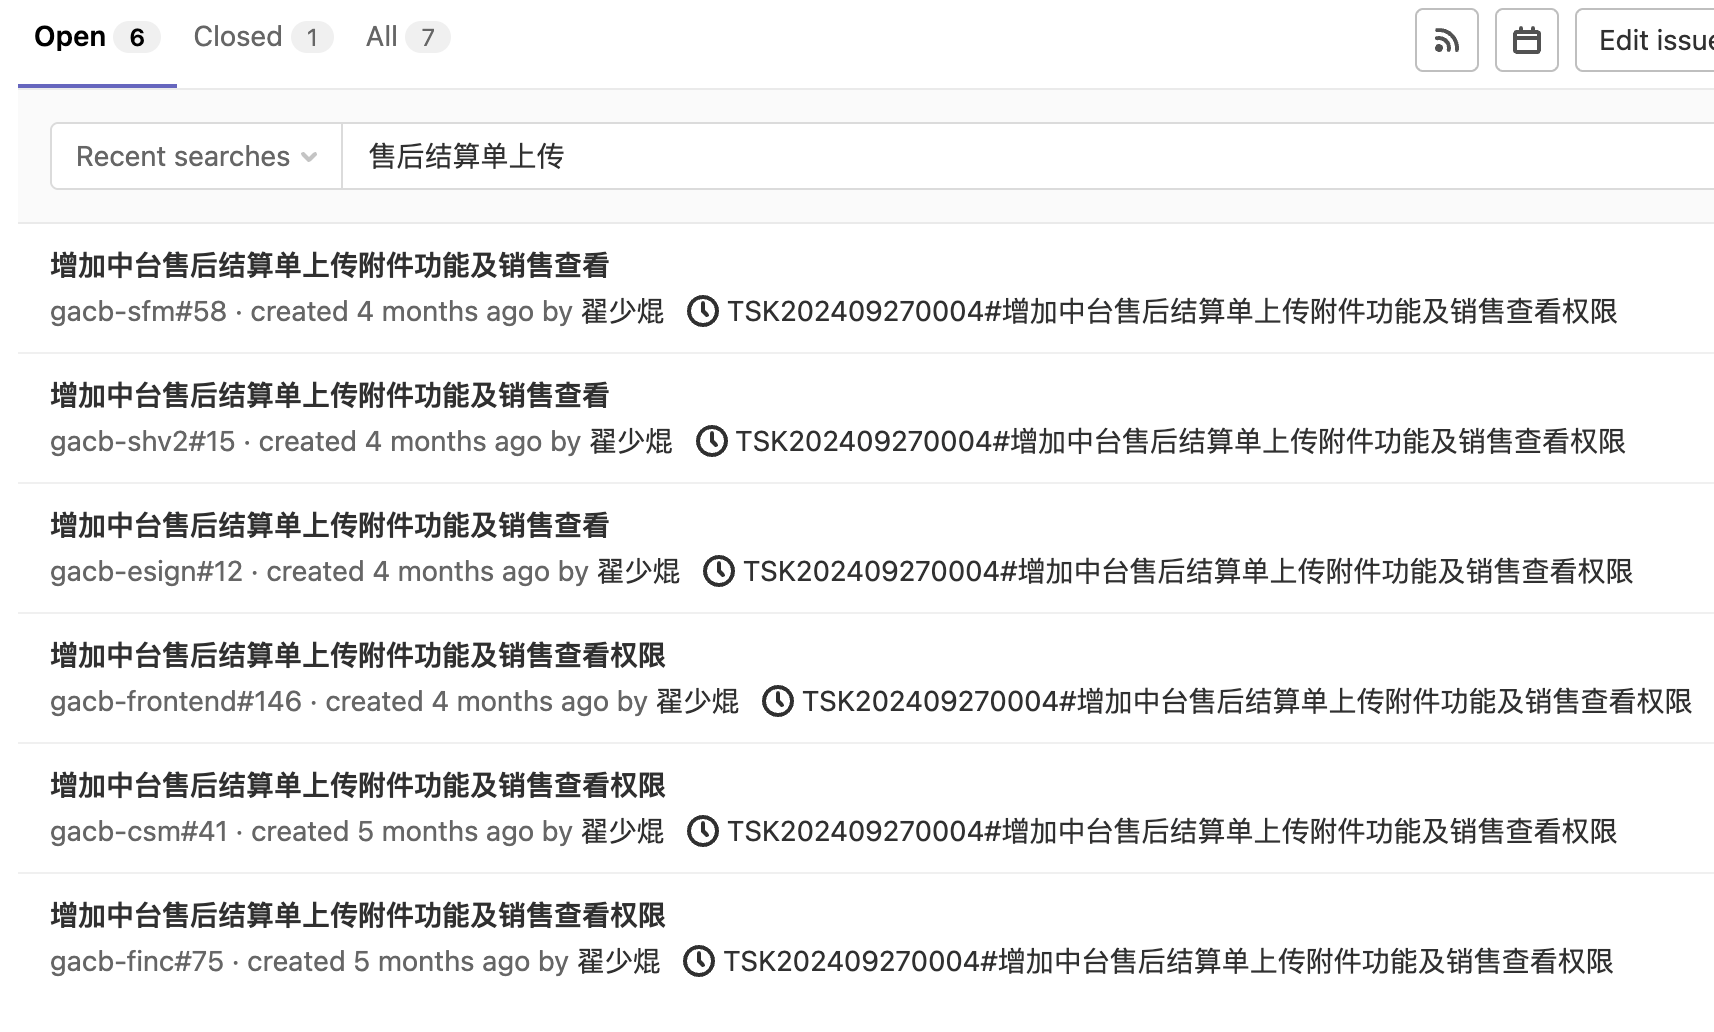 Open 6 Closed 1 All 7 Edit issue
Recent searches 售后结算单上传
增加中台售后结算单上传附件功能及销售查看
gacb-sfm#58 · created 4 months ago by 翟少焜 TSK202409270004#增加中台售后结算单上传附件功能及销售查看权限
增加中台售后结算单上传附件功能及销售查看
gacb-shv2#15 · created 4 months ago by 翟少焜 TSK202409270004#增加中台售后结算单上传附件功能及销售查看权限
增加中台售后结算单上传附件功能及销售查看
gacb-esign#12 · created 4 months ago by 翟少焜 TSK202409270004#增加中台售后结算单上传附件功能及销售查看权限
增加中台售后结算单上传附件功能及销售查看权限
gacb-frontend#146 · created 4 months ago by 翟少焜 TSK202409270004#增加中台售后结算单上传附件功能及销售查看权限
增加中台售后结算单上传附件功能及销售查看权限
gacb-csm#41 · created 5 months ago by 翟少焜 TSK202409270004#增加中台售后结算单上传附件功能及销售查看权限
增加中台售后结算单上传附件功能及销售查看权限
gacb-finc#75 · created 5 months ago by 翟少焜 TSK202409270004#增加中台售后结算单上传附件功能及销售查看权限